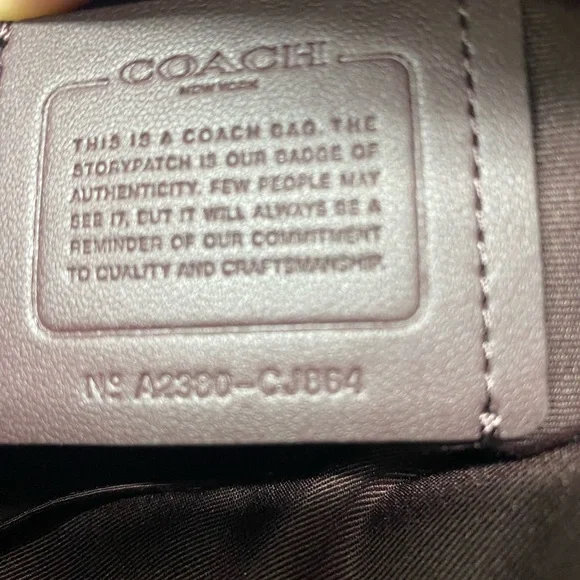 COACH
NEW YORK
THIS IS A COACH BAG. THE
STORYPATCH IS OUR BADGE OF
AUTHENTICITY. FEW PEOPLE MAY
SEE IT, BUT IT WILL ALWAYS BE A
REMINDER OF OUR COMMITMENT
TO QUALITY AND CRAFTSMANSHIP.
Nº